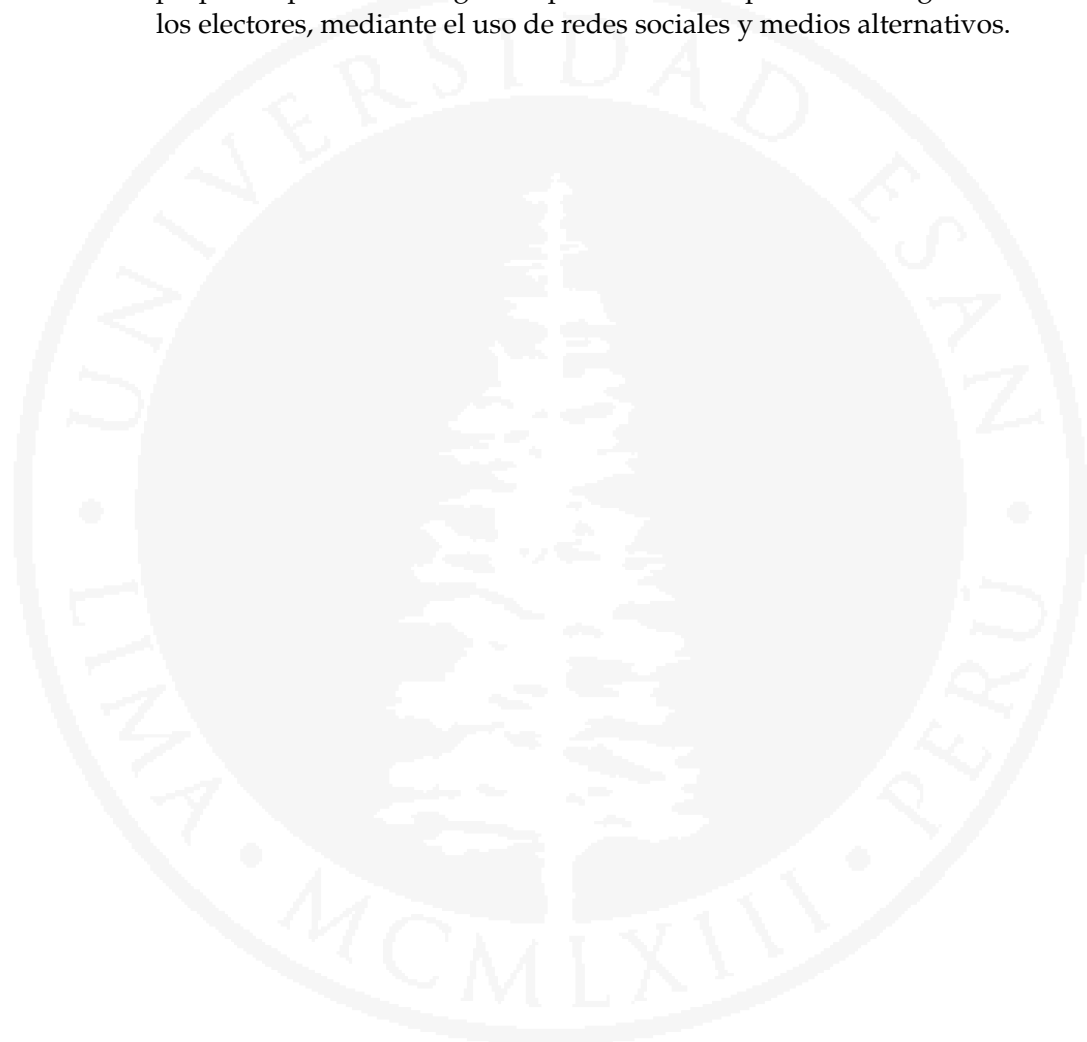 los electores, mediante el uso de redes sociales y medios alternativos.
UNIVERSIDAD ESAN
• LIMA • MCMLXIII • PERÚ •